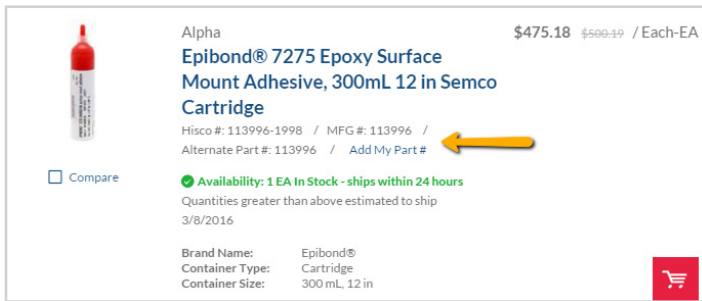 Alpha
$475.18 $500.19 / Each-EA
Epibond® 7275 Epoxy Surface
Mount Adhesive, 300mL 12 in Semco
Cartridge
Hisco #: 113996-1998 / MFG #: 113996 /
Alternate Part #: 113996 / Add My Part #
Compare
Availability: 1 EA In Stock - ships within 24 hours
Quantities greater than above estimated to ship
3/8/2016
Brand Name: Epibond®
Container Type: Cartridge
Container Size: 300 mL, 12 in